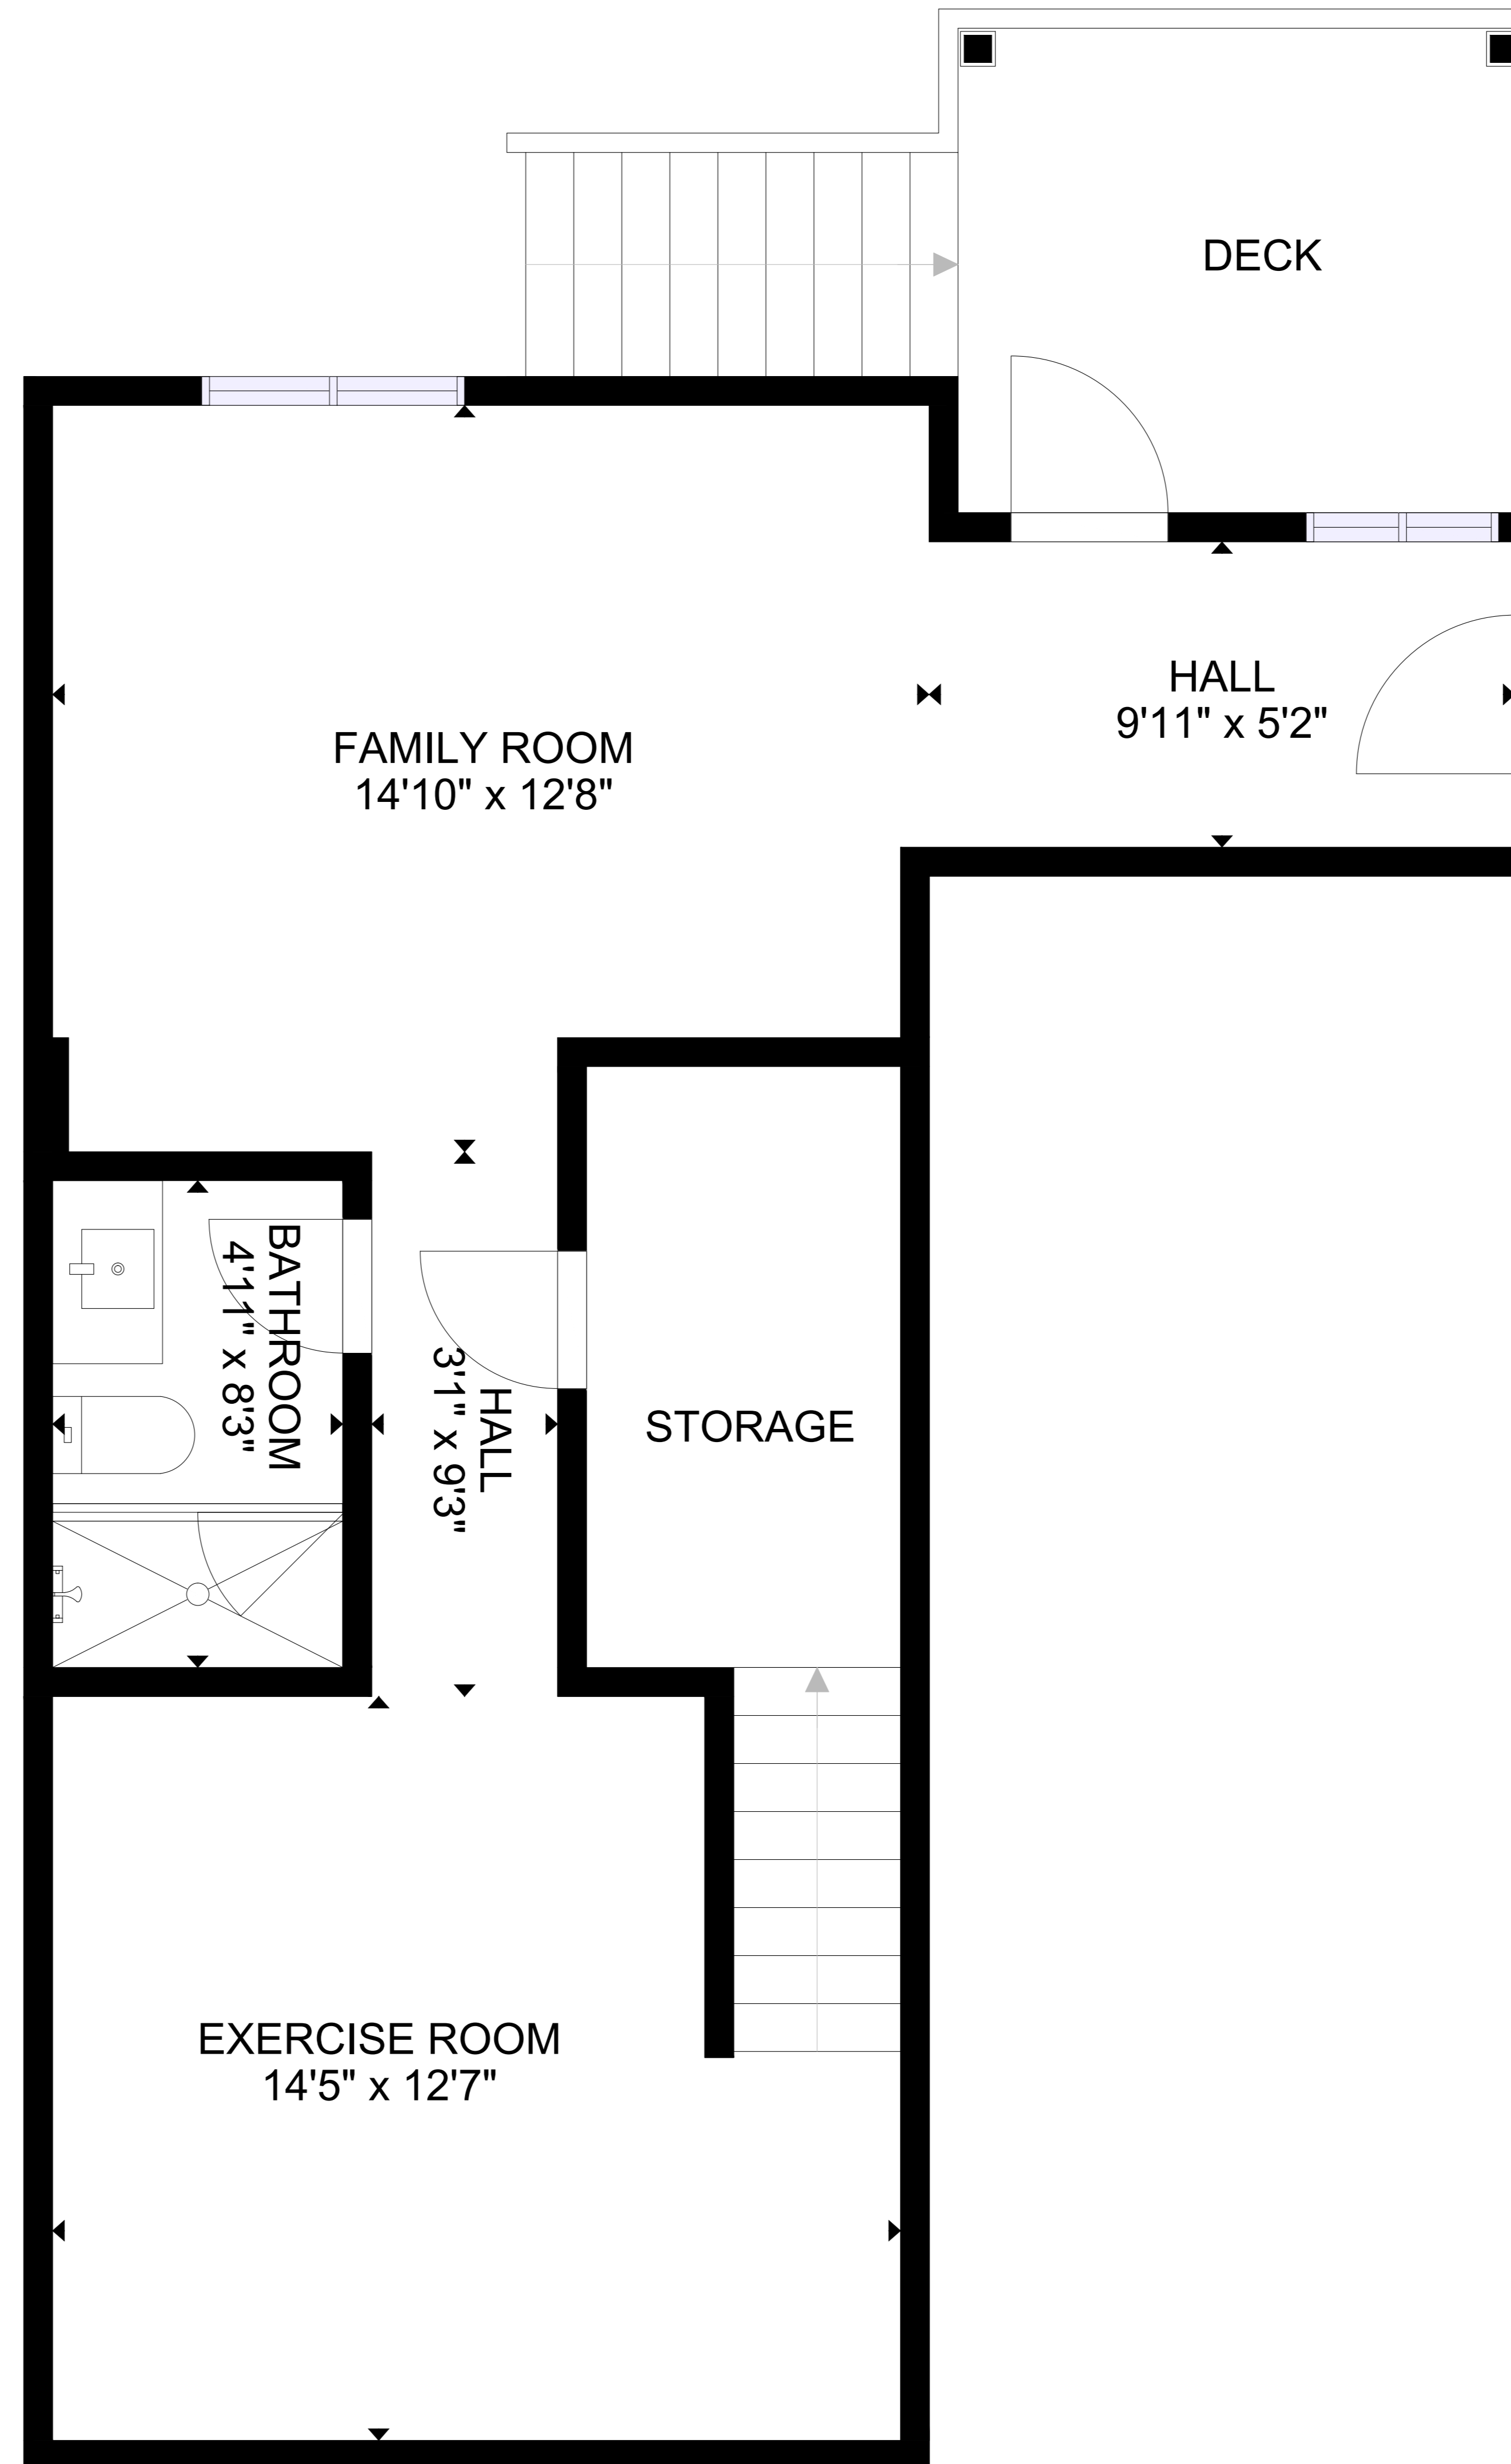 DECK
HALL
9'11" x 5'2"
FAMILY ROOM
14'10" x 12'8"
BATHROOM
4'11" x 8'3"
HALL
3'1" x 9'3"
STORAGE
EXERCISE ROOM
14'5" x 12'7"